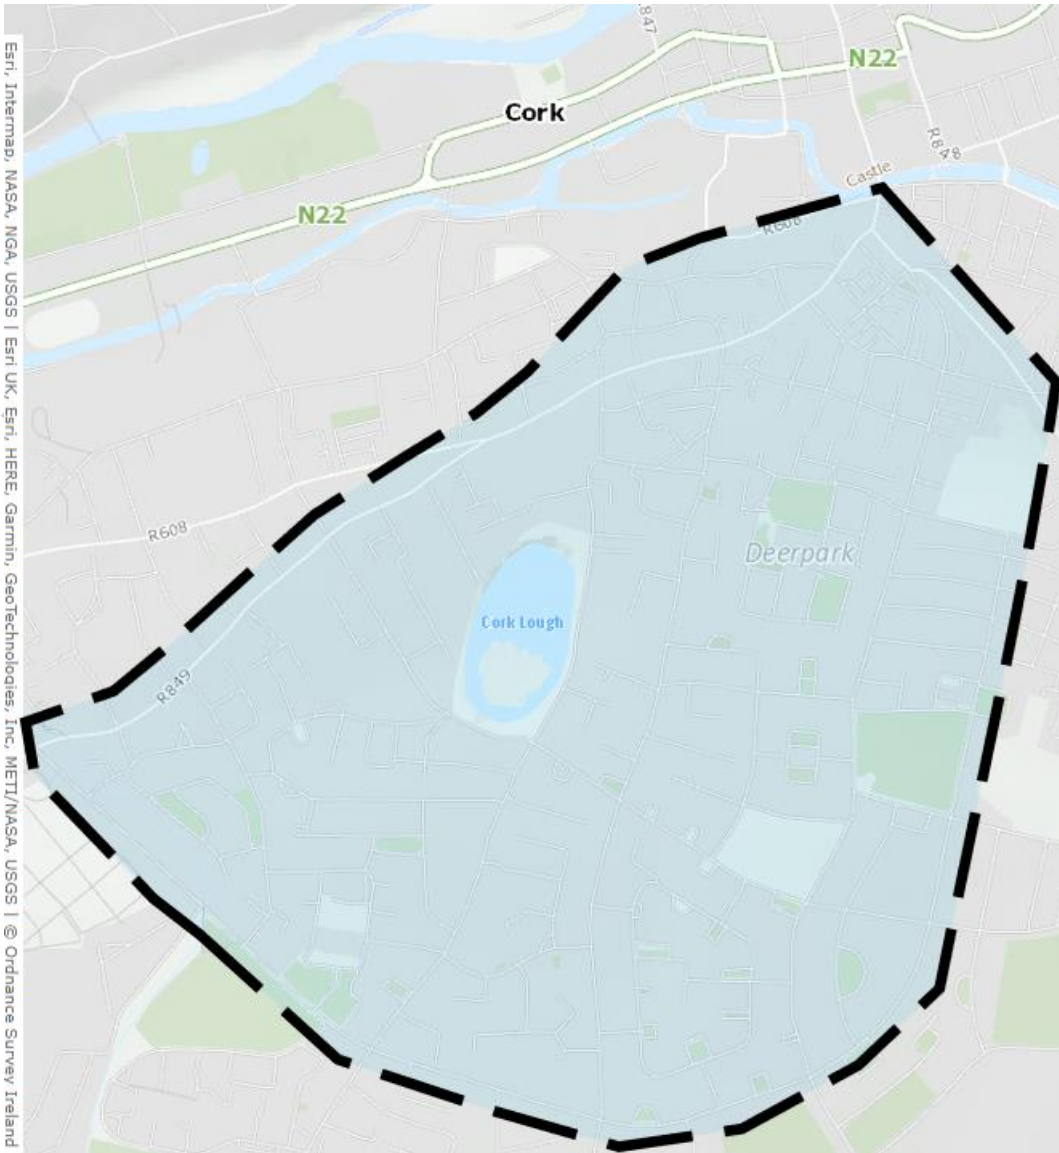 R847
N22
Cork
R848
Castle
N22
R608
R608
Deerpark
Cork Lough
R849
Esri, Intermap, NASA, NGA, USGS | Esri UK, Esri, HERE, Garmin, GeoTechnologies, Inc, METI/NASA, USGS | © Ordnance Survey Ireland